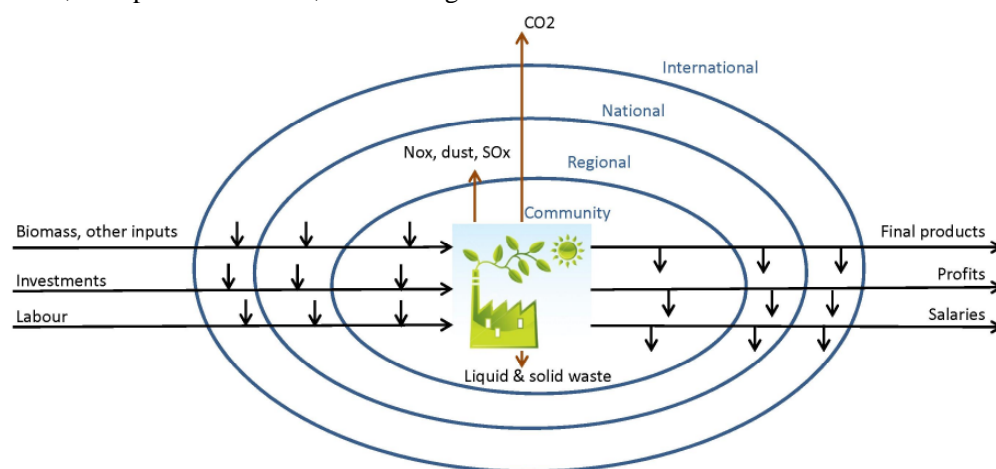 CO2
International
National
Nox, dust, SOx
Regional
Community
Biomass, other inputs
Final products
Investments
Profits
Labour
Salaries
Liquid & solid waste